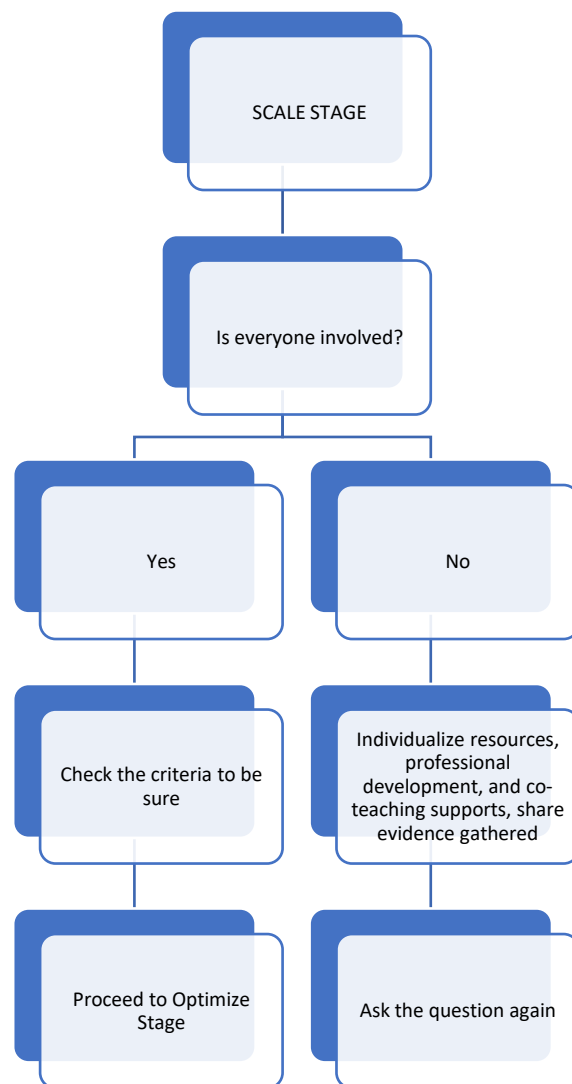 SCALE STAGE
Is everyone involved?
Yes
No
Check the criteria to be
sure
Individualize resources,
professional
development, and co-
teaching supports, share
evidence gathered
Proceed to Optimize
Stage
Ask the question again